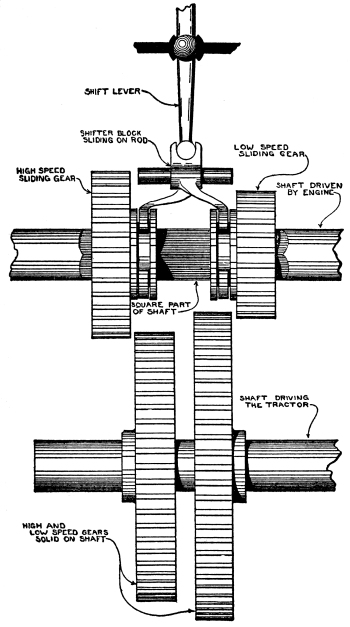 SHIFT LEVER
SHIFTER BLOCK
SLIDING ON ROD
LOW SPEED
SLIDING GEAR
HIGH SPEED
SLIDING GEAR
SHAFT DRIVEN
BY ENGINE
SQUARE PART
OF SHAFT
SHAFT DRIVING
THE TRACTOR
HIGH AND
LOW SPEED GEARS
SOLID ON SHAFT